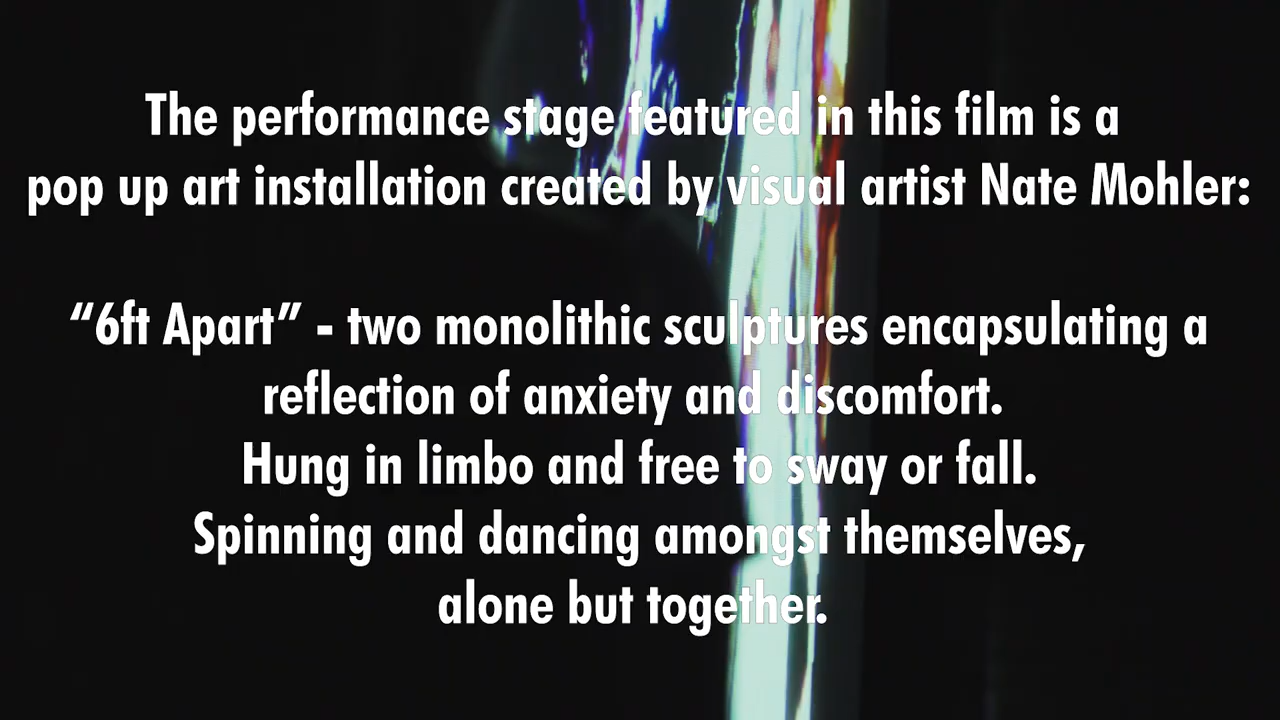 The performance stage featured in this film is a
pop up art installation created by visual artist Nate Mohler:
“6ft Apart” - two monolithic sculptures encapsulating a
reflection of anxiety and discomfort.
Hung in limbo and free to sway or fall.
Spinning and dancing amongst themselves,
alone but together.